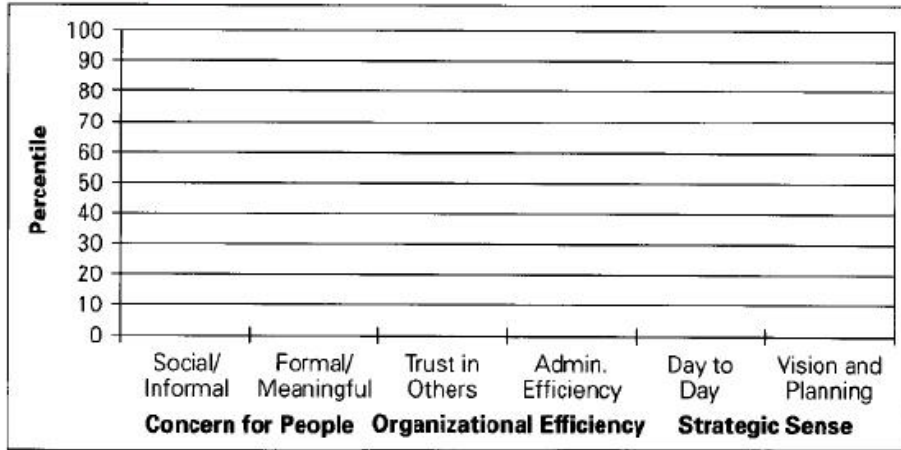 100
90
80
70
60
50
40
30
20
10
0
Percentile
Social/ Formal/ Trust in Admin. Day to Vision and
Informal Meaningful Others Efficiency Day Planning
Concern for People Organizational Efficiency Strategic Sense